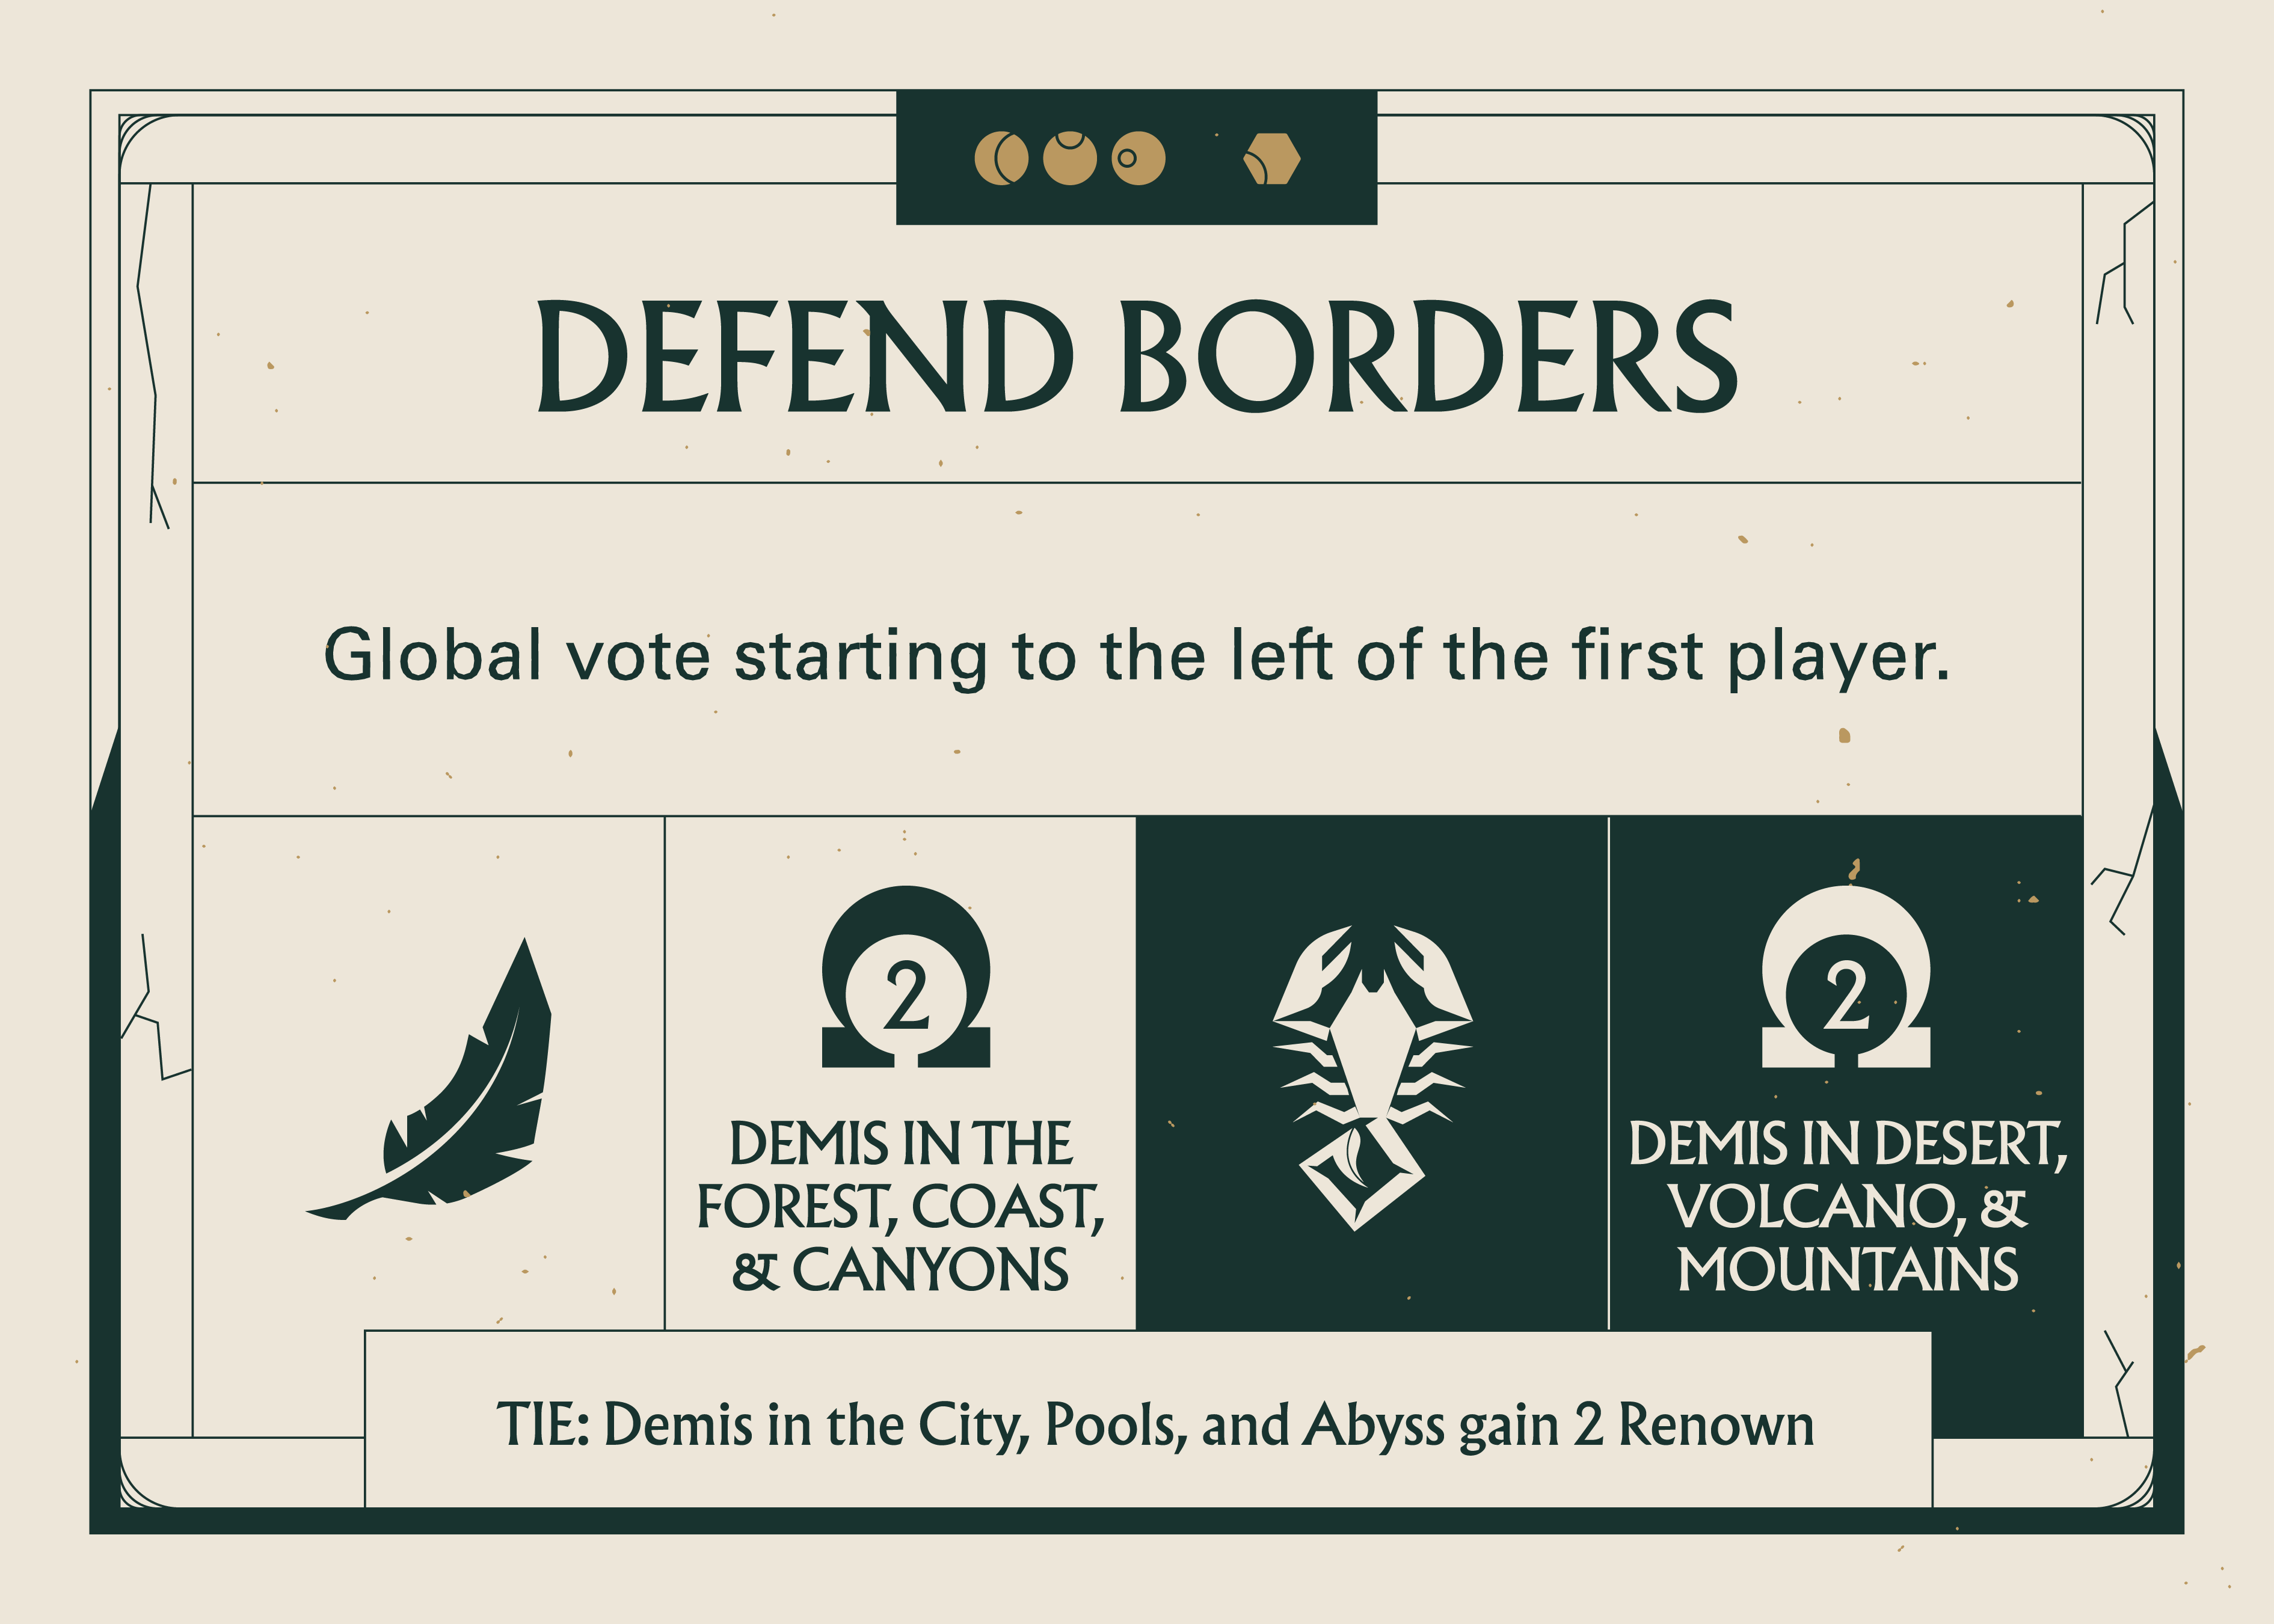 DEFEND BORDERS
Global vote starting to the left of the first player.
2
DEMIS IN THE
FOREST, COAST,
& CANYONS
2
DEMIS IN DESERT,
VOLCANO, &
MOUNTAINS
TIE: Demis in the City, Pools, and Abyss gain 2 Renown